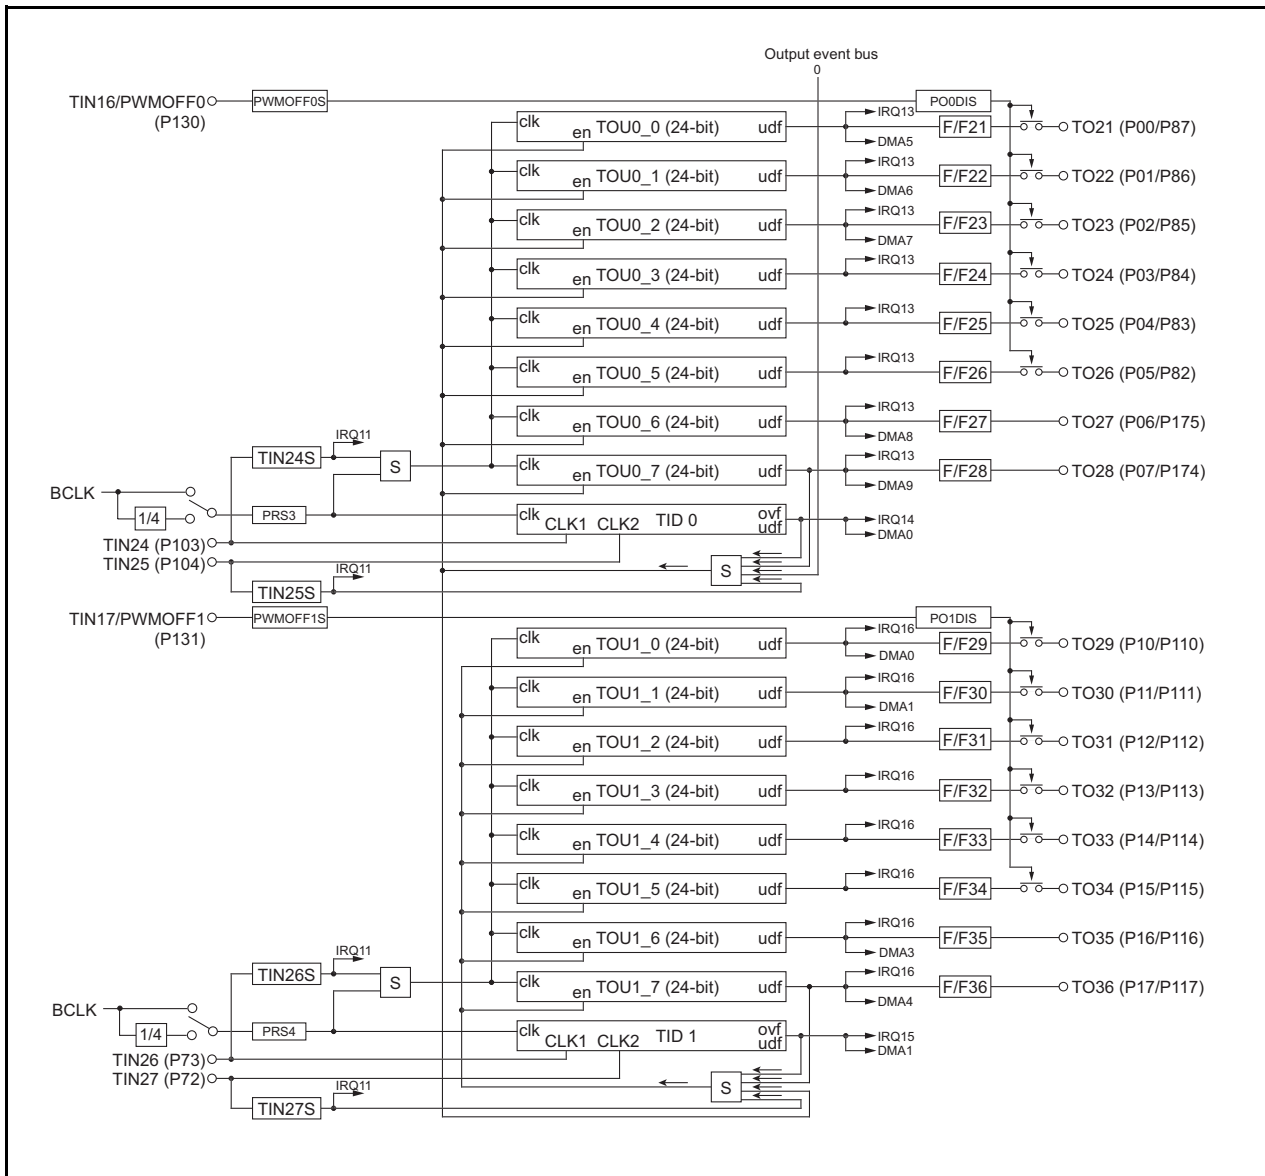 Output event bus
0
TIN16/PWMOFF0
(P130)
PWMOFF0S
PO0DIS
clk
en
TOU0_0 (24-bit)
udf
IRQ13
DMA5
F/F21
TO21 (P00/P87)
clk
en
TOU0_1 (24-bit)
udf
IRQ13
DMA6
F/F22
TO22 (P01/P86)
clk
en
TOU0_2 (24-bit)
udf
IRQ13
DMA7
F/F23
TO23 (P02/P85)
clk
en
TOU0_3 (24-bit)
udf
IRQ13
F/F24
TO24 (P03/P84)
clk
en
TOU0_4 (24-bit)
udf
IRQ13
F/F25
TO25 (P04/P83)
clk
en
TOU0_5 (24-bit)
udf
IRQ13
F/F26
TO26 (P05/P82)
clk
en
TOU0_6 (24-bit)
udf
IRQ13
DMA8
F/F27
TO27 (P06/P175)
TIN24S
IRQ11
S
clk
en
TOU0_7 (24-bit)
udf
IRQ13
DMA9
F/F28
TO28 (P07/P174)
BCLK
1/4
PRS3
clk
CLK1
CLK2
TID 0
ovf
udf
IRQ14
DMA0
TIN24 (P103)
TIN25 (P104)
TIN25S
IRQ11
S
TIN17/PWMOFF1
(P131)
PWMOFF1S
PO1DIS
clk
en
TOU1_0 (24-bit)
udf
IRQ16
DMA0
F/F29
TO29 (P10/P110)
clk
en
TOU1_1 (24-bit)
udf
IRQ16
DMA1
F/F30
TO30 (P11/P111)
clk
en
TOU1_2 (24-bit)
udf
IRQ16
F/F31
TO31 (P12/P112)
clk
en
TOU1_3 (24-bit)
udf
IRQ16
F/F32
TO32 (P13/P113)
clk
en
TOU1_4 (24-bit)
udf
IRQ16
F/F33
TO33 (P14/P114)
clk
en
TOU1_5 (24-bit)
udf
IRQ16
F/F34
TO34 (P15/P115)
clk
en
TOU1_6 (24-bit)
udf
IRQ16
DMA3
F/F35
TO35 (P16/P116)
TIN26S
IRQ11
S
clk
en
TOU1_7 (24-bit)
udf
IRQ16
DMA4
F/F36
TO36 (P17/P117)
BCLK
1/4
PRS4
clk
CLK1
CLK2
TID 1
ovf
udf
IRQ15
DMA1
TIN26 (P73)
TIN27 (P72)
TIN27S
IRQ11
S